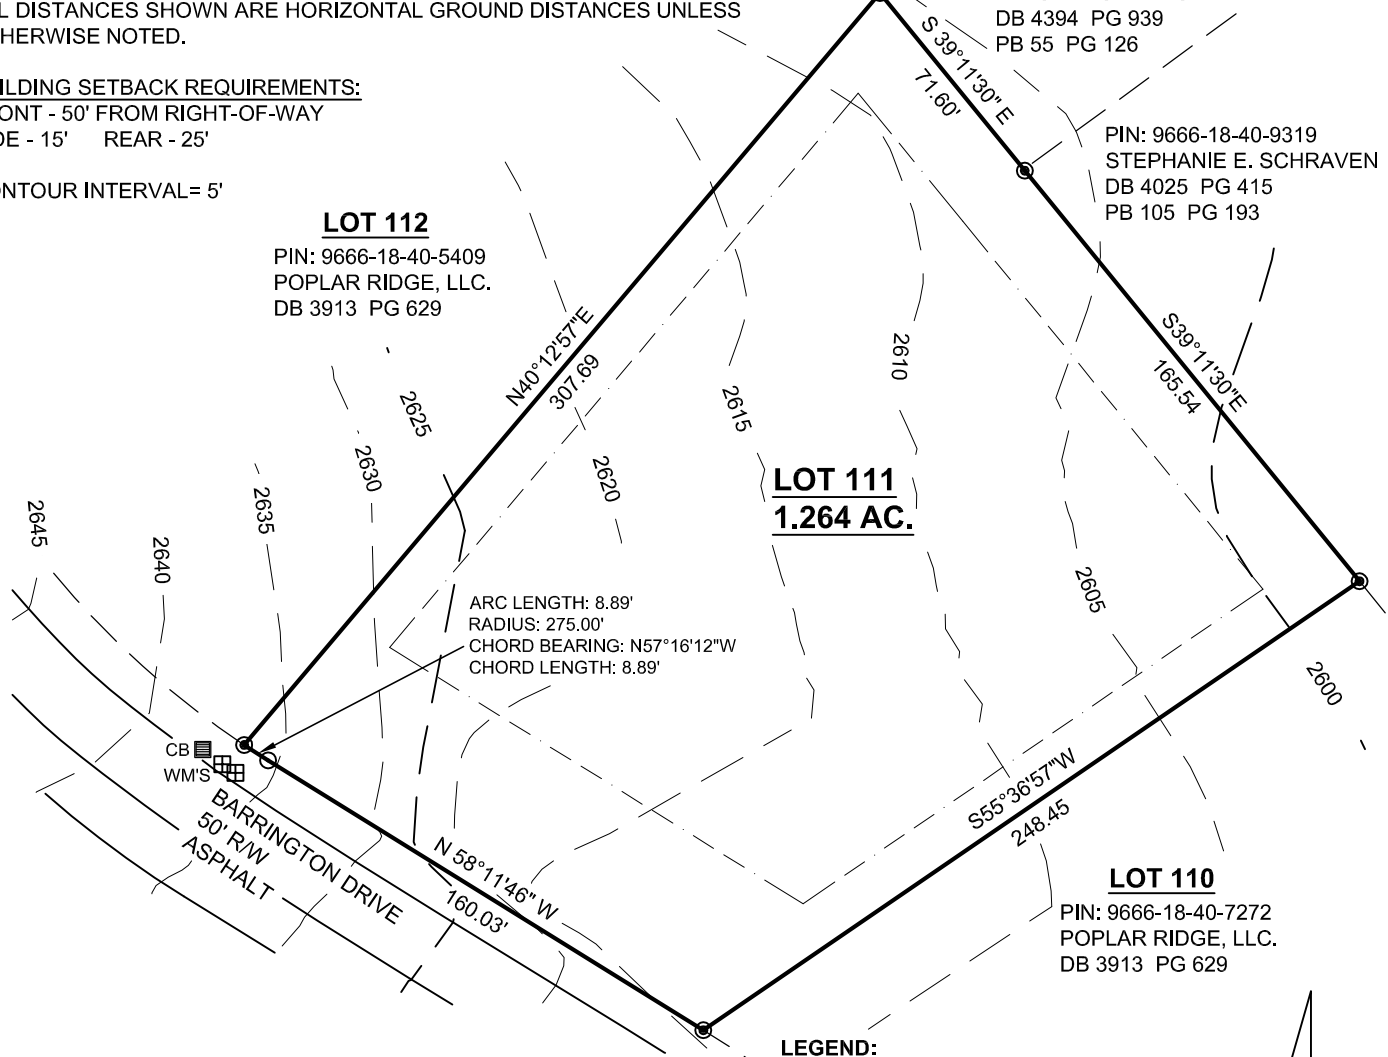 L DISTANCES SHOWN ARE HORIZONTAL GROUND DISTANCES UNLESS
HERWISE NOTED.
ILDING SETBACK REQUIREMENTS:
ONT - 50' FROM RIGHT-OF-WAY
DE - 15' REAR - 25'
ONTOUR INTERVAL= 5'
DB 4394 PG 939
PB 55 PG 126
S 39°11'30" E
71.60'
PIN: 9666-18-40-9319
STEPHANIE E. SCHRAVEN
DB 4025 PG 415
PB 105 PG 193
LOT 112
PIN: 9666-18-40-5409
POPLAR RIDGE, LLC.
DB 3913 PG 629
N40°12'57"E
307.69
S39°11'30"E
165.54
2610
2615
2625
2630
2620
2635
2645
2640
LOT 111
1.264 AC.
2605
2600
ARC LENGTH: 8.89'
RADIUS: 275.00'
CHORD BEARING: N57°16'12"W
CHORD LENGTH: 8.89'
CB
WM'S
BARRINGTON DRIVE
50' R/W
ASPHALT
N 58°11'46" W
160.03'
S55°36'57"W
248.45
LOT 110
PIN: 9666-18-40-7272
POPLAR RIDGE, LLC.
DB 3913 PG 629
LEGEND: